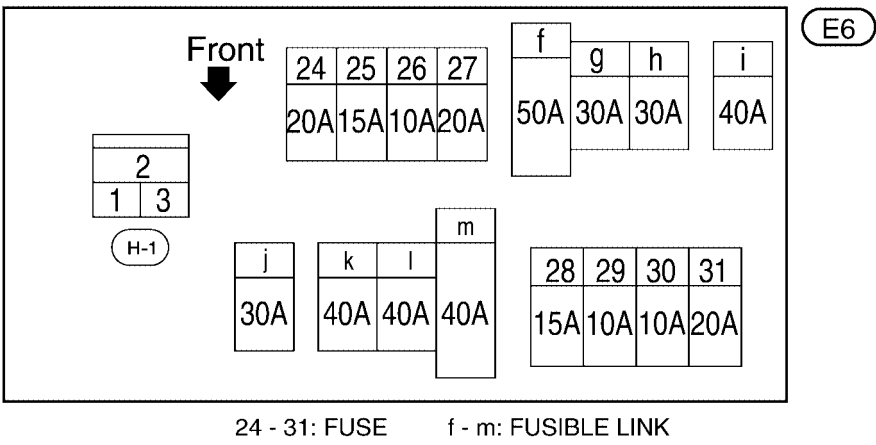 E6
Front
f
g h i
24 25 26 27
50A 30A 30A 40A
20A 15A 10A 20A
2
1 3
H-1
m
j k l
28 29 30 31
30A 40A 40A 40A
15A 10A 10A 20A
24 - 31: FUSE f - m: FUSIBLE LINK